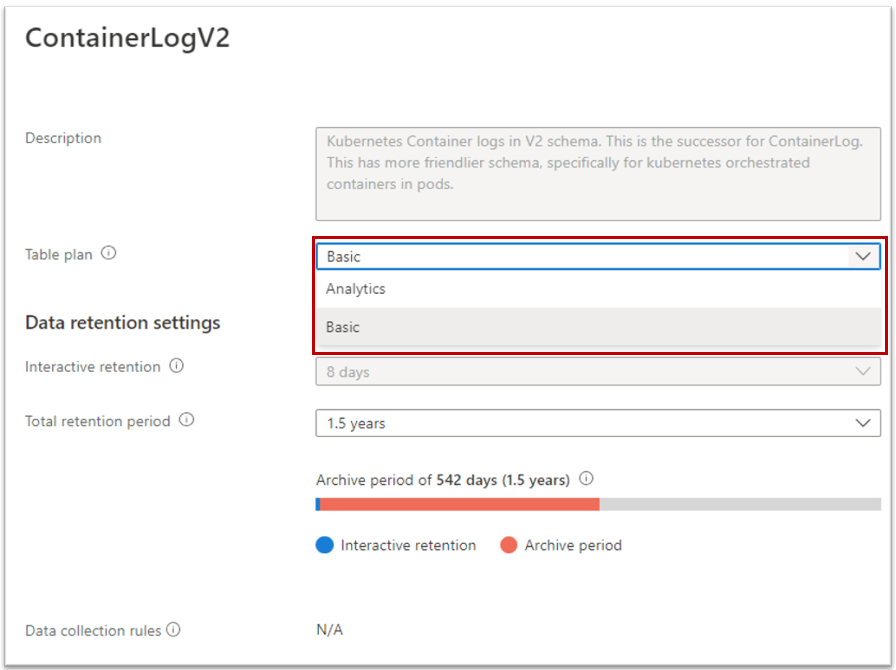 ContainerLogV2
Description
Kubernetes Container logs in V2 schema. This is the successor for ContainerLog.
This has more friendlier schema, specifically for kubernetes orchestrated
containers in pods.
Table plan
Basic
Analytics
Basic
Data retention settings
Interactive retention
8 days
Total retention period
1.5 years
Archive period of 542 days (1.5 years)
Interactive retention
Archive period
Data collection rules
N/A